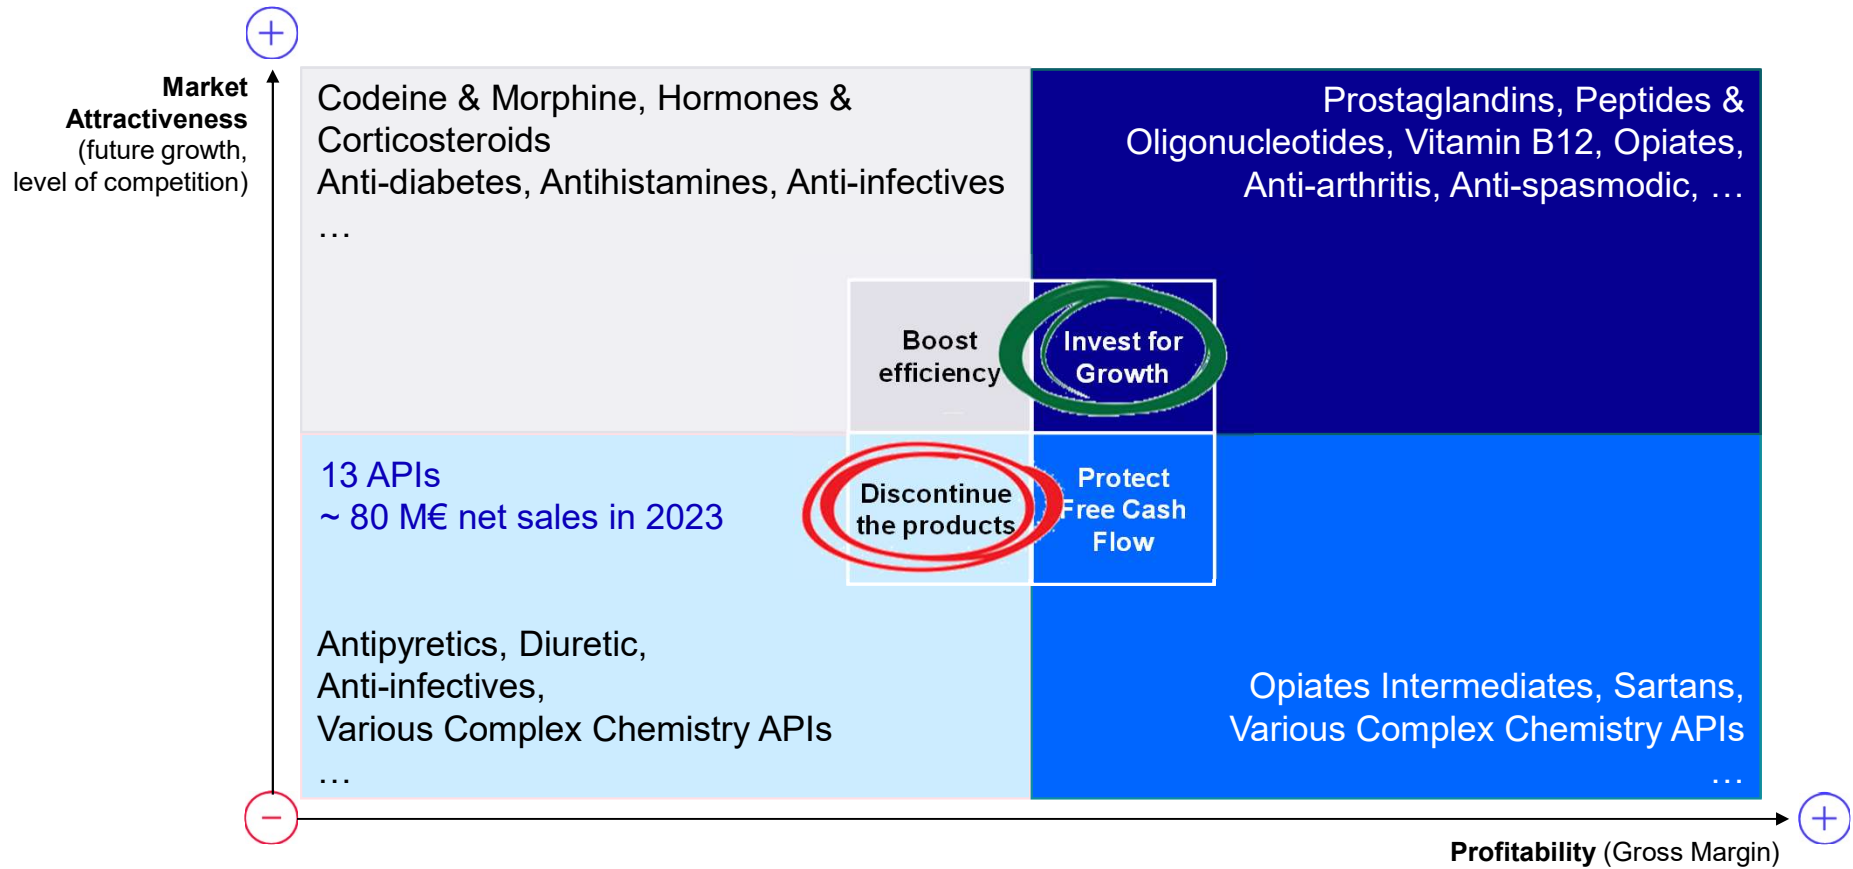 Market
Attractiveness
(future growth,
level of competition)
Codeine & Morphine, Hormones &
Corticosteroids
Anti-diabetes, Antihistamines, Anti-infectives
…
Prostaglandins, Peptides &
Oligonucleotides, Vitamin B12, Opiates,
Anti-arthritis, Anti-spasmodic, …
Boost
efficiency
Invest for
Growth
13 APIs
~ 80 M€ net sales in 2023
Discontinue
the products
Protect
Free Cash
Flow
Antipyretics, Diuretic,
Anti-infectives,
Various Complex Chemistry APIs
…
Opiates Intermediates, Sartans,
Various Complex Chemistry APIs
…
Profitability (Gross Margin)